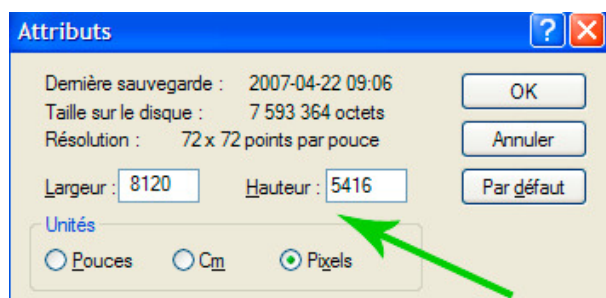 Attributs
Dernière sauvegarde : 2007-04-22 09:06
Taille sur le disque : 7 593 364 octets
Résolution : 72 x 72 points par pouce
Largeur : 8120 Hauteur : 5416
Unités
Pouces Cm Pixels
OK
Annuler
Par défaut